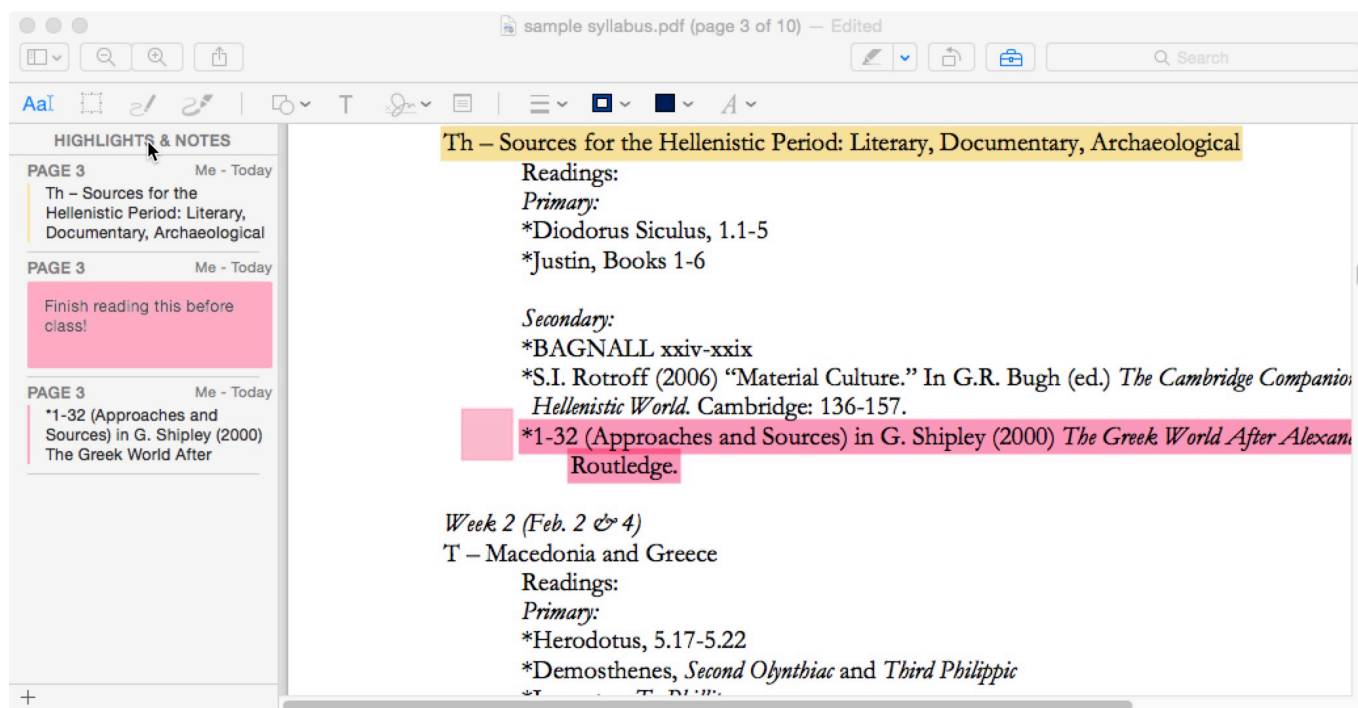 sample syllabus.pdf (page 3 of 10) — Edited
Search
AaI
T
A
HIGHLIGHTS & NOTES
PAGE 3 Me - Today
Th – Sources for the
Hellenistic Period: Literary,
Documentary, Archaeological
PAGE 3 Me - Today
Finish reading this before
class!
PAGE 3 Me - Today
*1-32 (Approaches and
Sources) in G. Shipley (2000)
The Greek World After
+
Th – Sources for the Hellenistic Period: Literary, Documentary, Archaeological
Readings:
Primary:
*Diodorus Siculus, 1.1-5
*Justin, Books 1-6
Secondary:
*BAGNALL xxiv-xxix
*S.I. Rotroff (2006) “Material Culture.” In G.R. Bugh (ed.) The Cambridge
Hellenistic World. Cambridge: 136-157.
*1-32 (Approaches and Sources) in G. Shipley (2000) The Greek World After
Routledge.
Week 2 (Feb. 2 & 4)
T – Macedonia and Greece
Readings:
Primary:
*Herodotus, 5.17-5.22
*Demosthenes, Second Olynthiac and Third Philippic